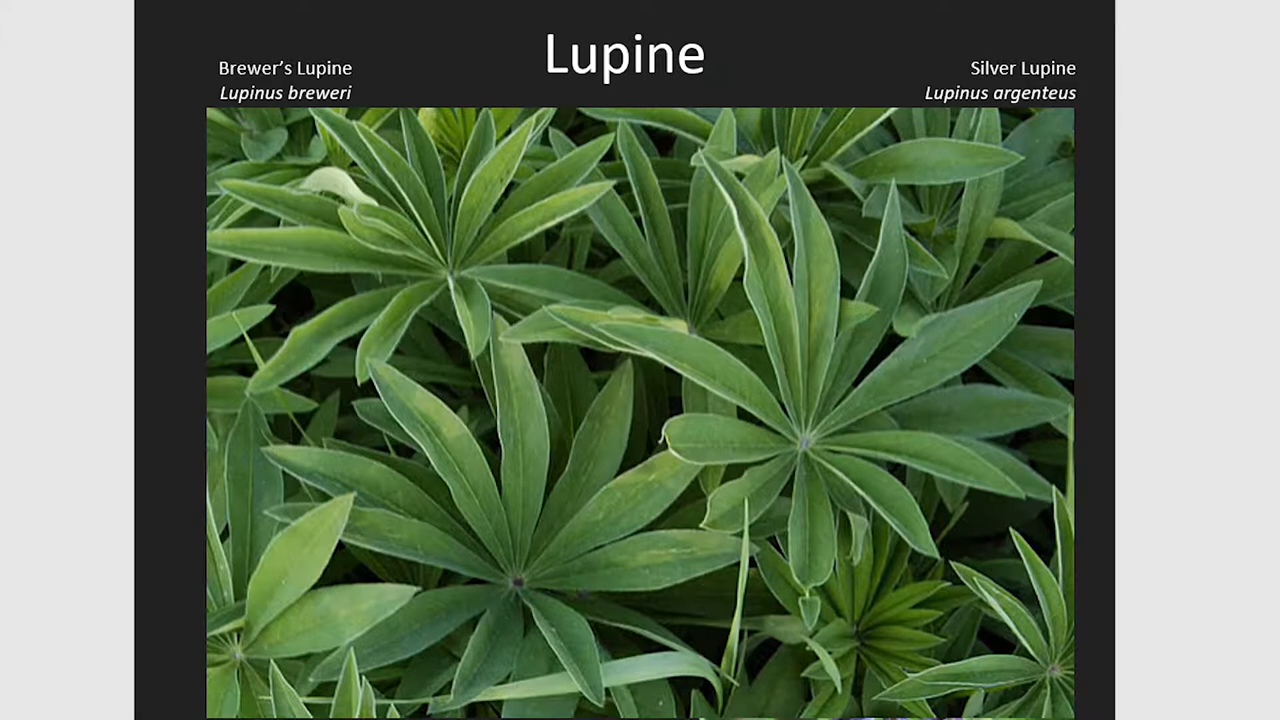 Lupine
Brewer’s Lupine
Lupinus breweri
Silver Lupine
Lupinus argenteus